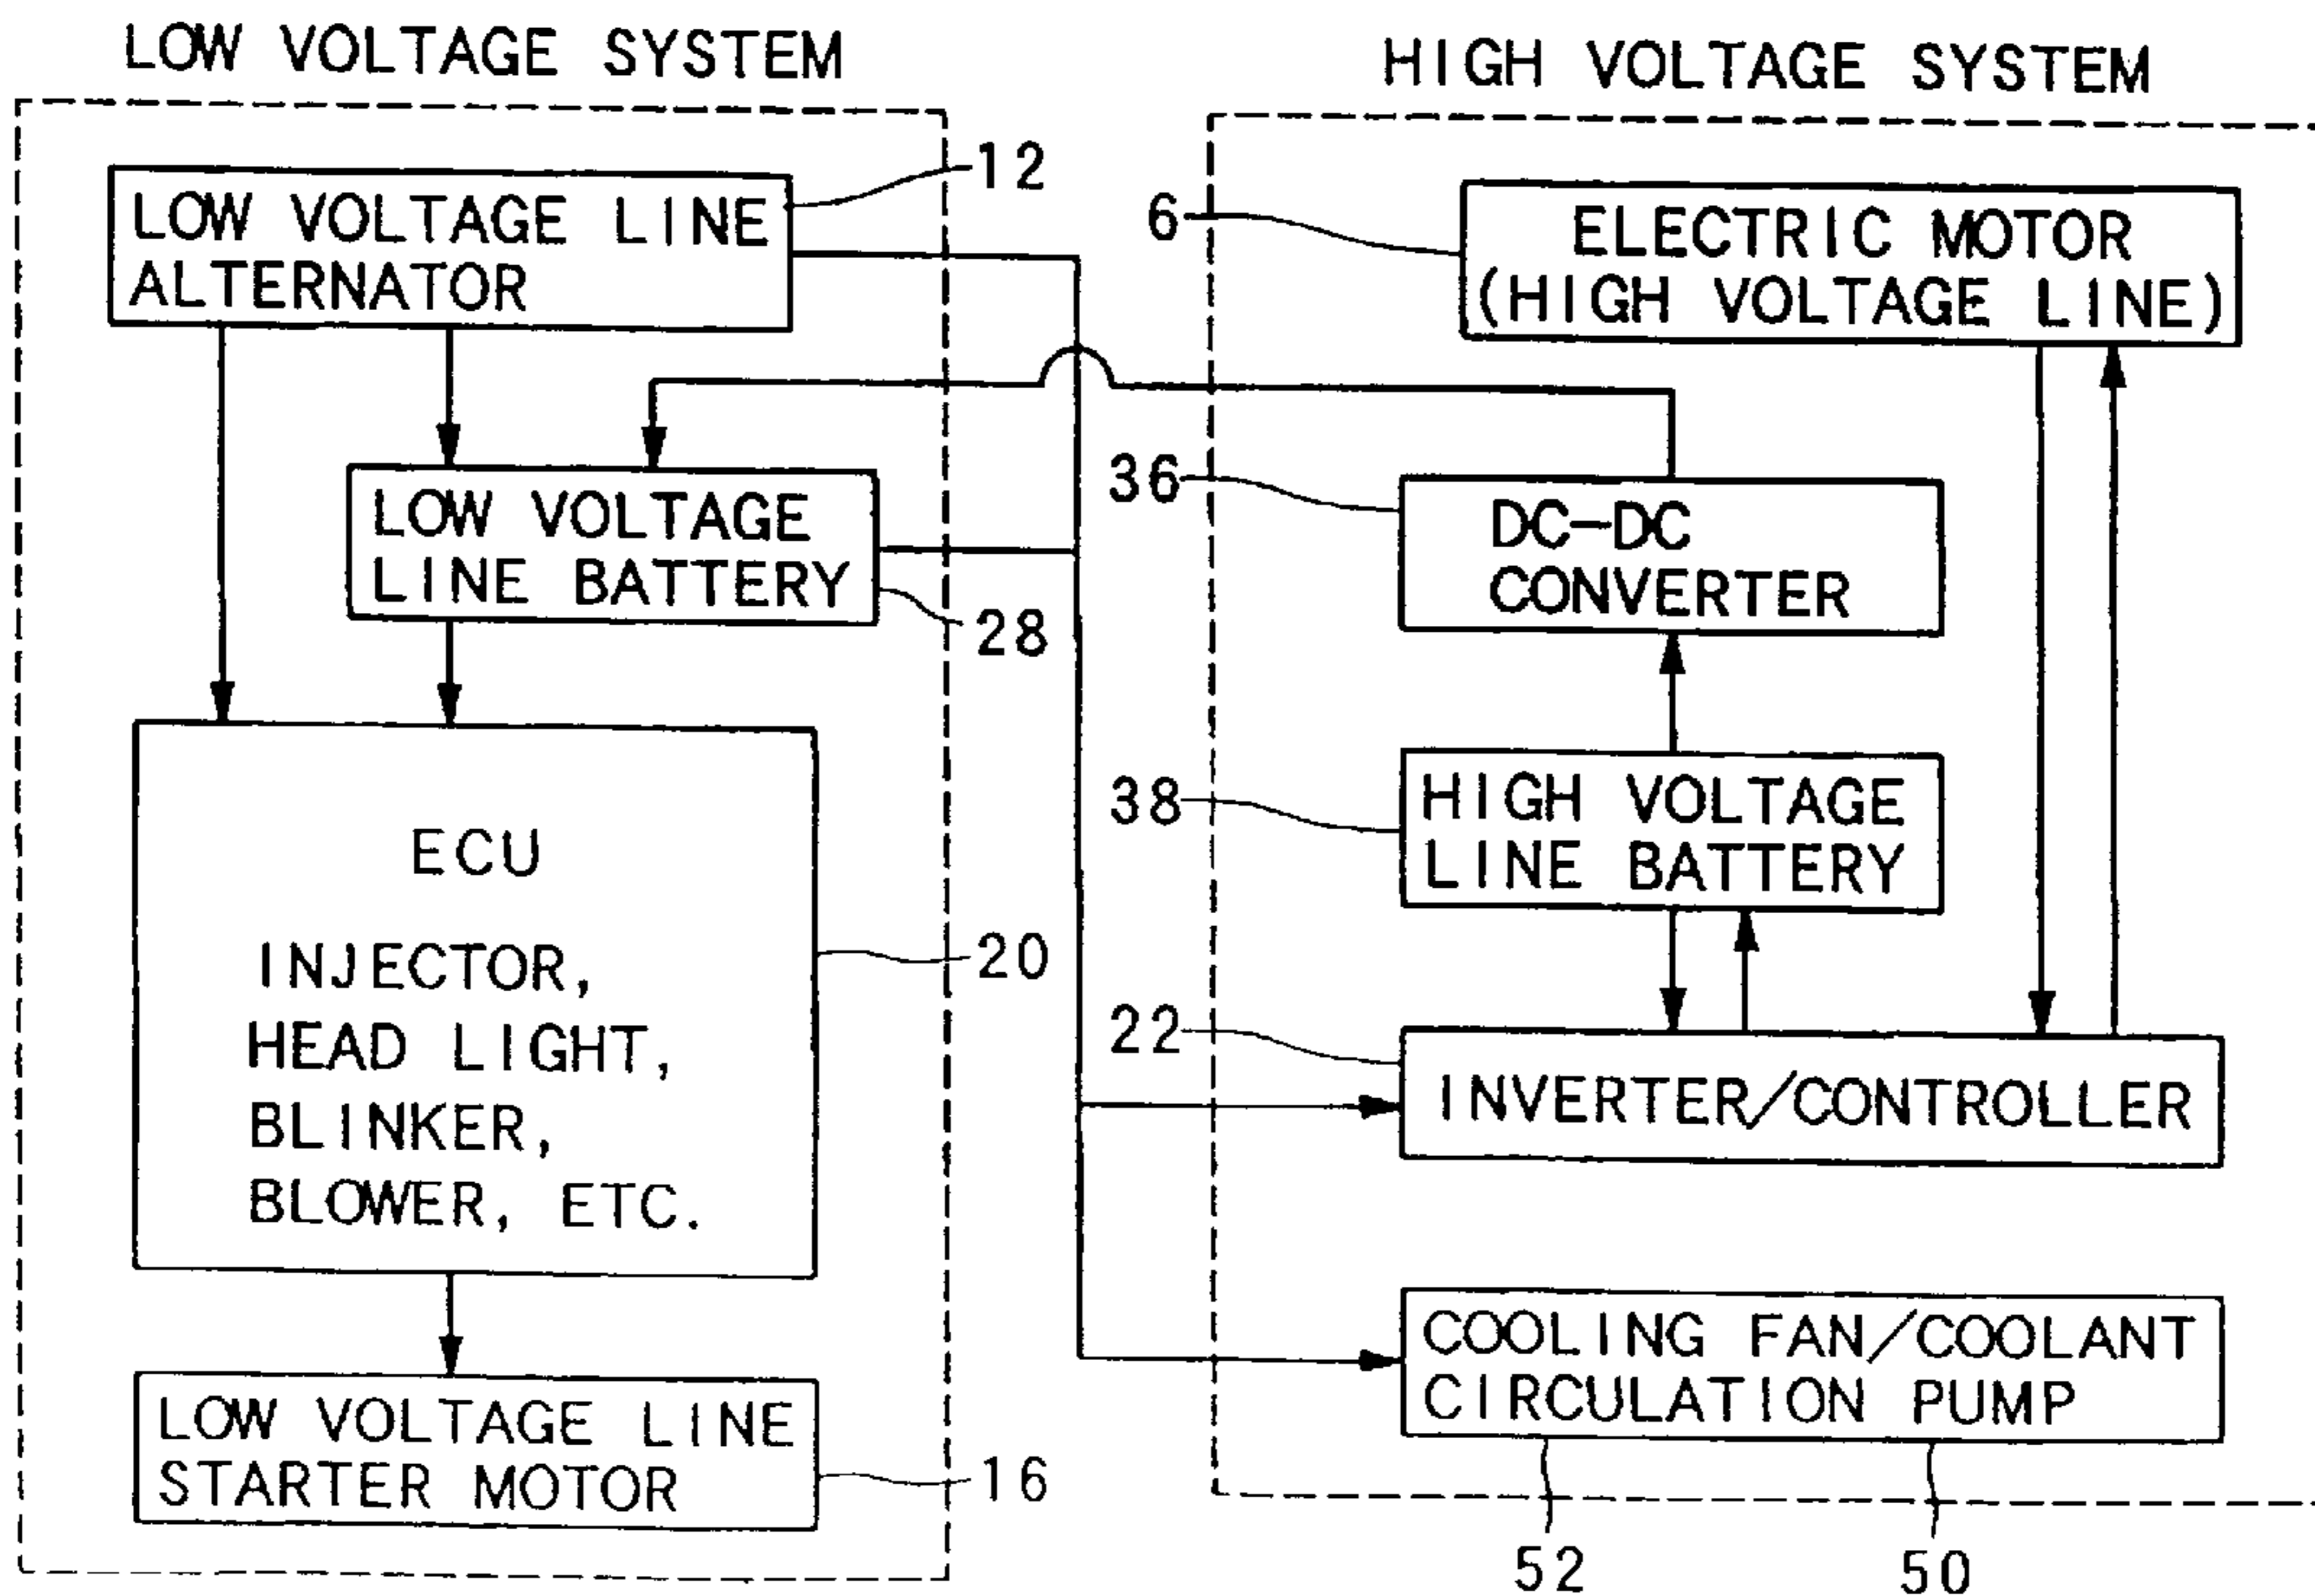 LOW VOLTAGE SYSTEM
12
LOW VOLTAGE LINE
ALTERNATOR
LOW VOLTAGE
LINE BATTERY
28
ECU
INJECTOR,
HEAD LIGHT,
BLINKER,
BLOWER, ETC.
20
LOW VOLTAGE LINE
STARTER MOTOR
16
HIGH VOLTAGE SYSTEM
6
ELECTRIC MOTOR
(HIGH VOLTAGE LINE)
36
DC-DC
CONVERTER
38
HIGH VOLTAGE
LINE BATTERY
22
INVERTER/CONTROLLER
COOLING FAN/COOLANT
CIRCULATION PUMP
52
50